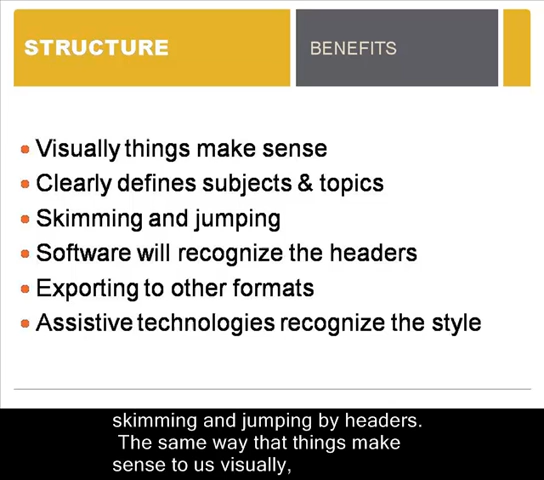 STRUCTURE
BENEFITS
• Visually things make sense
• Clearly defines subjects & topics
• Skimming and jumping
• Software will recognize the headers
• Exporting to other formats
• Assistive technologies recognize the style
skimming and jumping by headers.
The same way that things make
sense to us visually,